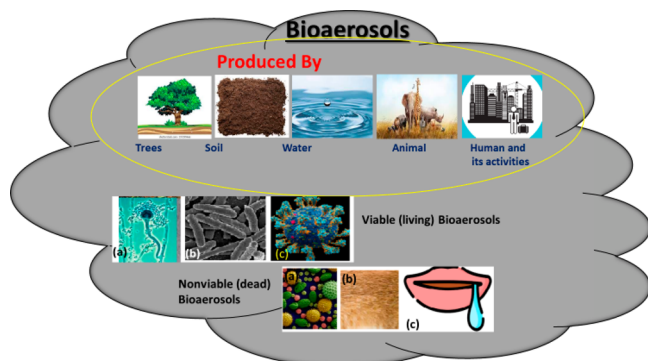 Bioaerosols
Produced By
Trees Soil Water Animal Human and
its activities
(a) (b) (c) Viable (living) Bioaerosols
Nonviable (dead)
Bioaerosols
a (b) (c)